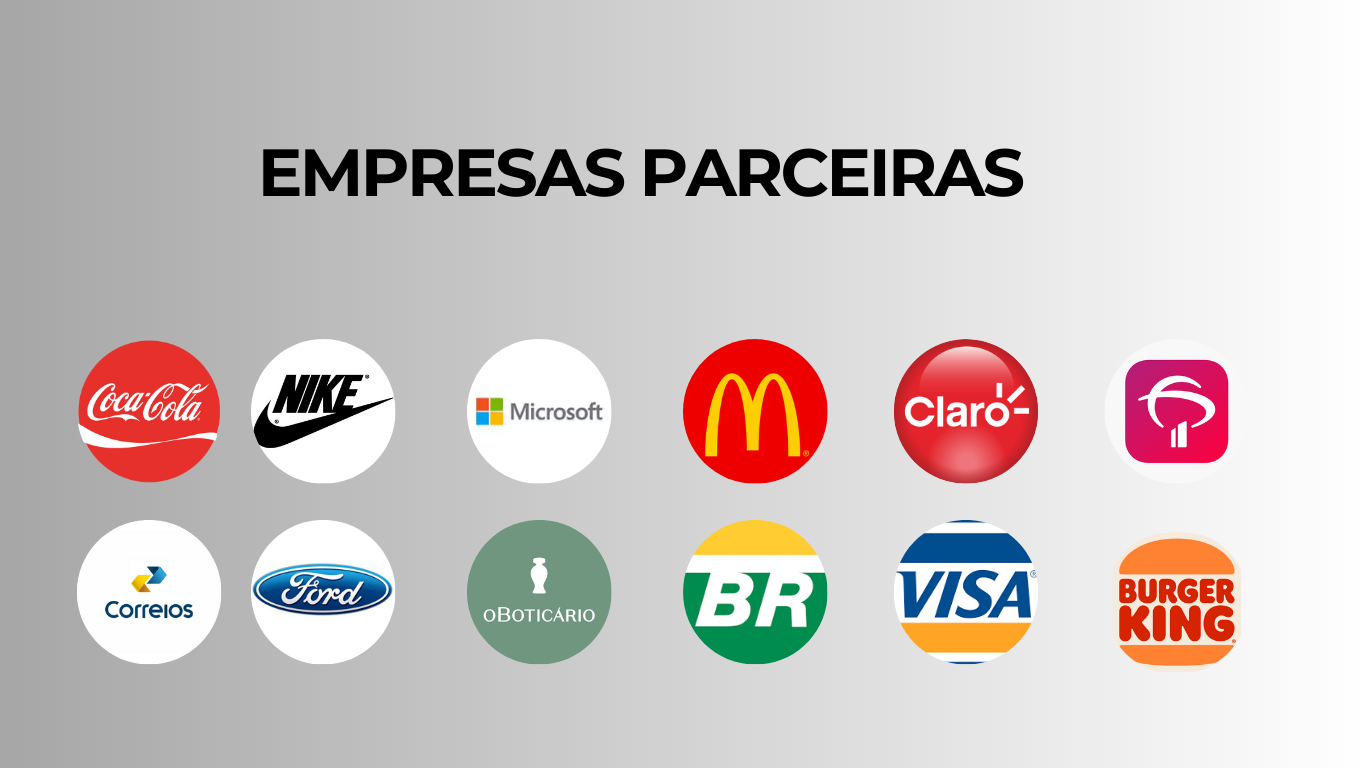 EMPRESAS PARCEIRAS
Coca-Cola
NIKE
Microsoft
Claro
Correios
Ford
oBOTICÁRIO
BR
VISA
BURGER
KING